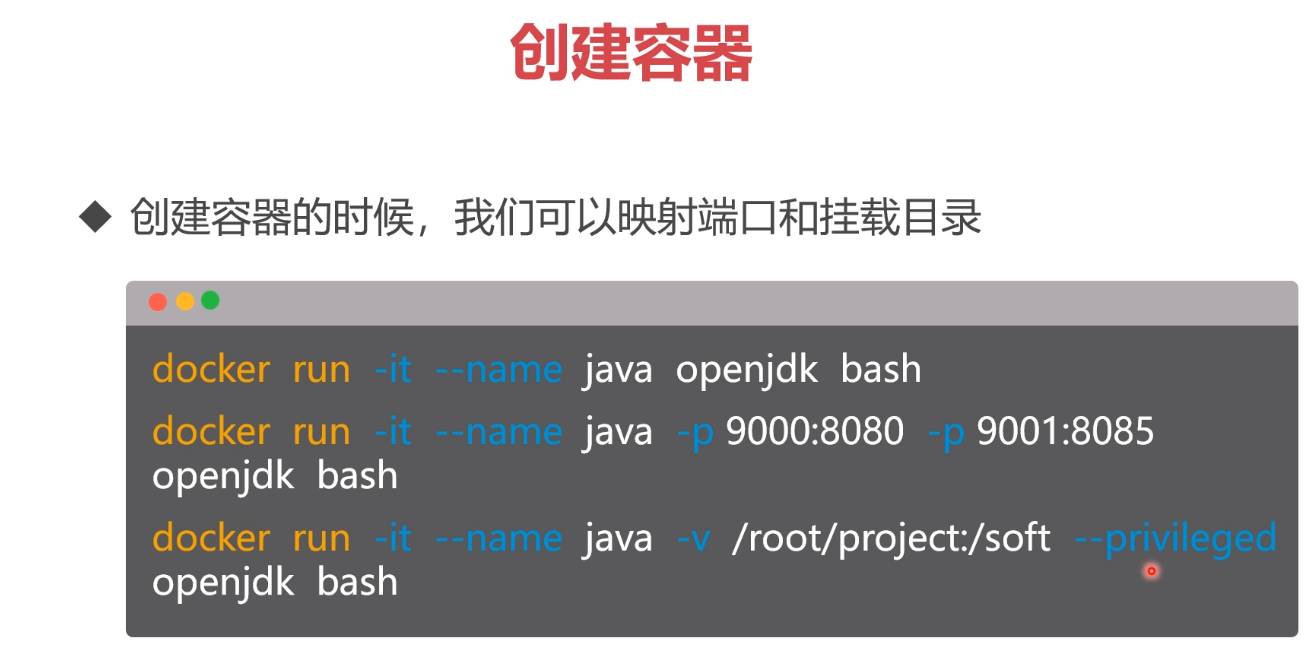 创建容器
创建容器的时候，我们可以映射端口和挂载目录
docker run -it --name java openjdk bash
docker run -it --name java -p 9000:8080 -p 9001:8085
openjdk bash
docker run -it --name java -v /root/project:/soft --privileged
openjdk bash